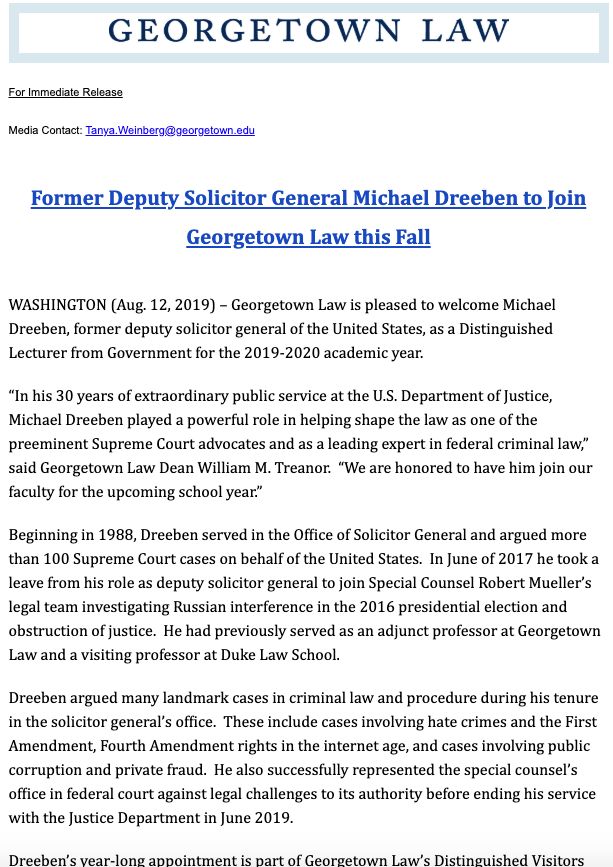 GEORGETOWN LAW
For Immediate Release
Media Contact: Tanya.Weinberg@georgetown.edu
Former Deputy Solicitor General Michael Dreeben to Join
Georgetown Law this Fall
WASHINGTON (Aug. 12, 2019) – Georgetown Law is pleased to welcome Michael
Dreeben, former deputy solicitor general of the United States, as a Distinguished
Lecturer from Government for the 2019-2020 academic year.
“In his 30 years of extraordinary public service at the U.S. Department of Justice,
Michael Dreeben played a powerful role in helping shape the law as one of the
preeminent Supreme Court advocates and as a leading expert in federal criminal law,”
said Georgetown Law Dean William M. Treanor.  “We are honored to have him join our
faculty for the upcoming school year.”
Beginning in 1988, Dreeben served in the Office of Solicitor General and argued more
than 100 Supreme Court cases on behalf of the United States.  In June of 2017 he took a
leave from his role as deputy solicitor general to join Special Counsel Robert Mueller’s
legal team investigating Russian interference in the 2016 presidential election and
obstruction of justice.  He had previously served as an adjunct professor at Georgetown
Law and a visiting professor at Duke Law School.
Dreeben argued many landmark cases in criminal law and procedure during his tenure
in the solicitor general’s office.  These include cases involving hate crimes and the First
Amendment, Fourth Amendment rights in the internet age, and cases involving public
corruption and private fraud.  He also successfully represented the special counsel’s
office in federal court against legal challenges to its authority before ending his service
with the Justice Department in June 2019.
Dreeben’s year-long appointment is part of Georgetown Law’s Distinguished Visitors